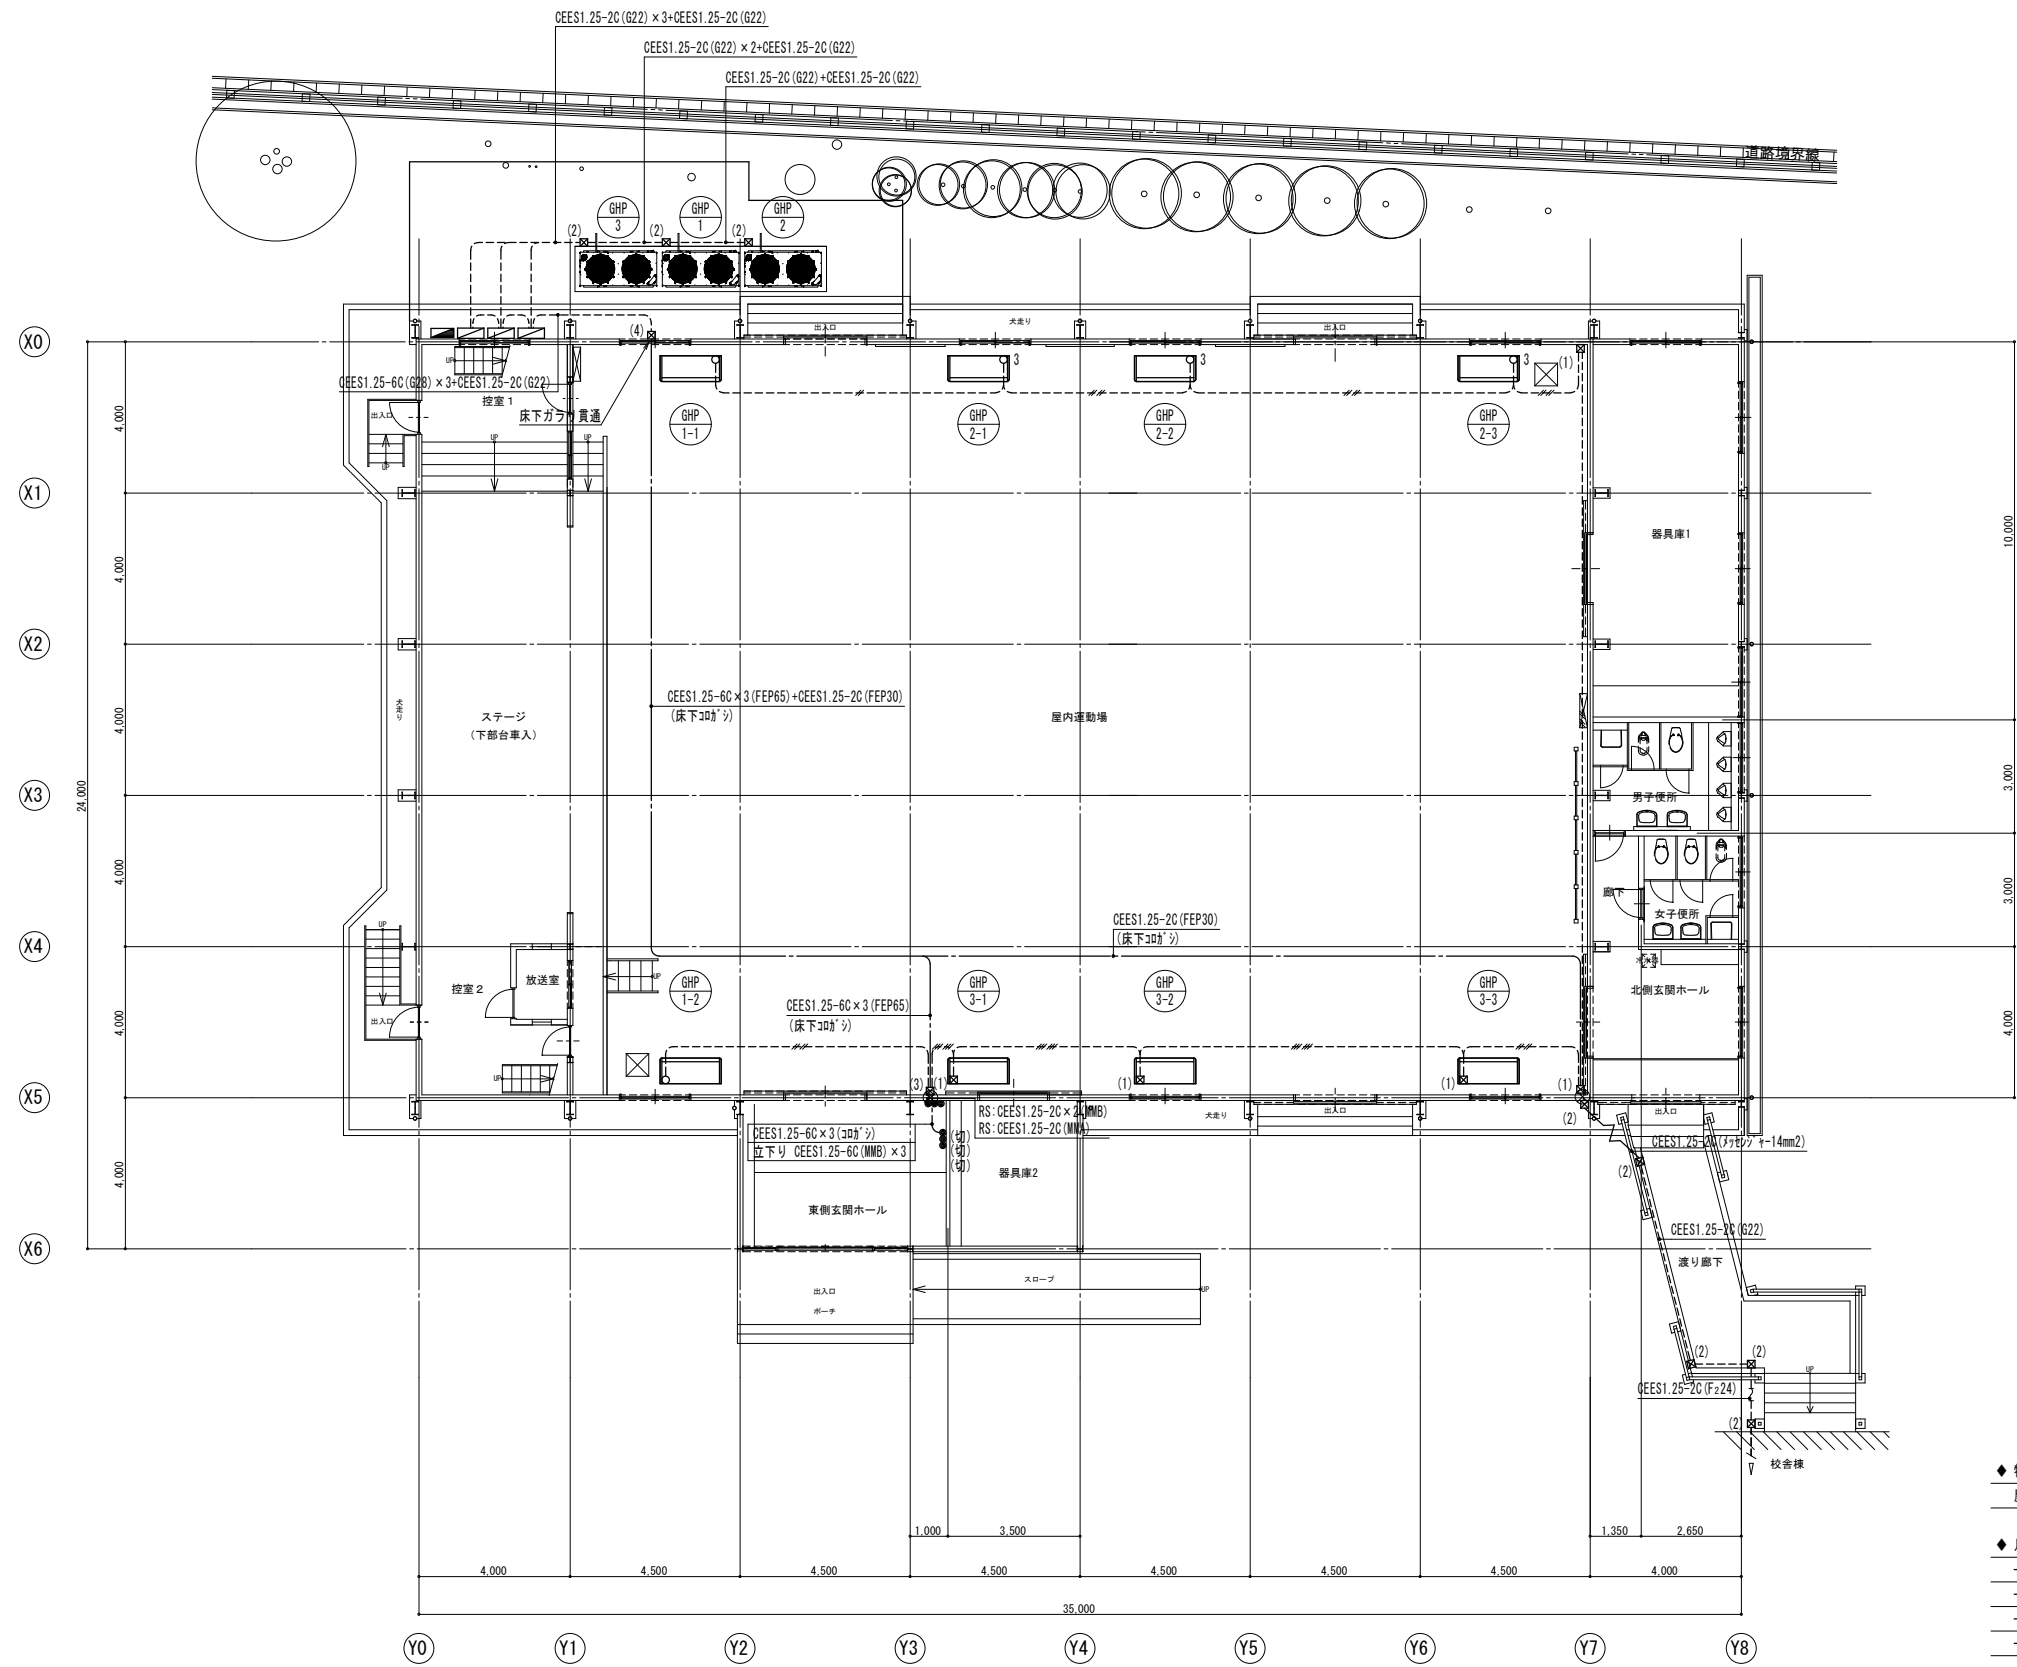 CEES1.25-2C(G22)×3+CEES1.25-2C(G22)
CEES1.25-2C(G22)×2+CEES1.25-2C(G22)
CEES1.25-2C(G22)+CEES1.25-2C(G22)
道路境界線
GHP
3
GHP
1
GHP
2
(2)
(2)
(2)
X0
(4)
出入口
犬走り
出入口
UP
3
3
3
(1)
CEES1.25-6C(G28)×3+CEES1.25-2C(G22)
控室1
出入口
床下ガラリ貫通
GHP
1-1
GHP
2-1
GHP
2-2
GHP
2-3
4,000
UP
UP
UP
X1
器具庫1
10,000
4,000
X2
CEES1.25-6C×3(FEP65)+CEES1.25-2C(FEP30)
(床下コロガシ)
犬走り
ステージ
(下部台車入)
屋内運動場
4,000
X3
24,000
男子便所
3,000
4,000
廊下
女子便所
3,000
CEES1.25-2C(FEP30)
(床下コロガシ)
UP
X4
放送室
控室2
UP
GHP
1-2
GHP
3-1
GHP
3-2
GHP
3-3
北側玄関ホール
CEES1.25-6C×3(FEP65)
(床下コロガシ)
出入口
4,000
4,000
UP
(3)
(1)
(1)
(1)
(1)
X5
RS:CEES1.25-2C×2(MMB)
RS:CEES1.25-2C(MMA)
犬走り
出入口
出入口
(2)
CEES1.25-6C×3(コロガシ)
立下り CEES1.25-6C(MMB)×3
(切)
(切)
(切)
CEES1.25-2C(メッセンジャー14mm2)
(2)
4,000
器具庫2
東側玄関ホール
CEES1.25-2C(G22)
X6
渡り廊下
スロープ
UP
出入口
ポーチ
(2)
(2)
UP
CEES1.25-2C(F₂24)
(2)
校舎棟
◆
◆
1,000
3,500
1,350
2,650
4,000
4,500
4,500
4,500
4,500
4,500
4,500
4,000
35,000
Y0
Y1
Y2
Y3
Y4
Y5
Y6
Y7
Y8